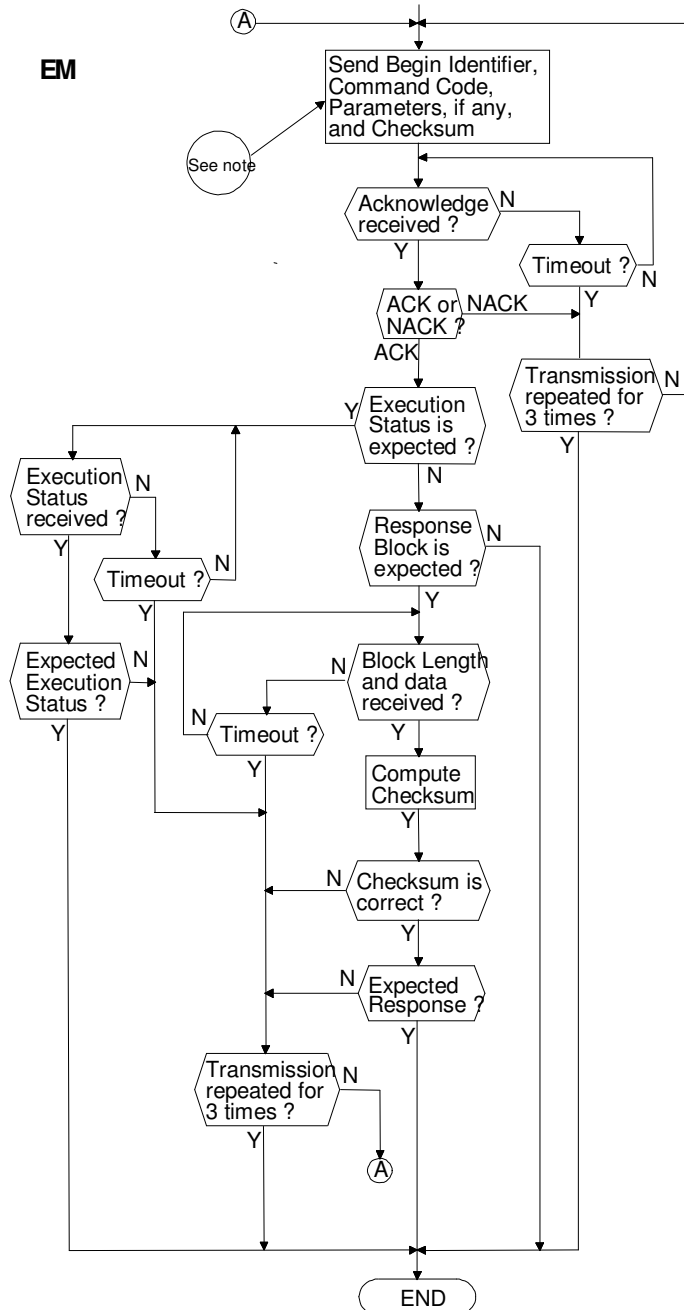 A
EM
Send Begin Identifier,
Command Code,
Parameters, if any,
and Checksum
See note
Acknowledge
received ?
N
Y
Timeout ?
N
Y
ACK or
NACK ?
NACK
ACK
Transmission
repeated for
3 times ?
N
Y
Execution
Status is
expected ?
Y
N
Execution
Status
received ?
N
Y
Timeout ?
N
Y
Response
Block is
expected ?
N
Y
Expected
Execution
Status ?
N
Y
Block Length
and data
received ?
N
Y
Timeout ?
N
Y
Compute
Checksum
Y
Checksum is
correct ?
N
Y
Expected
Response ?
N
Y
Transmission
repeated for
3 times ?
N
Y
A
END